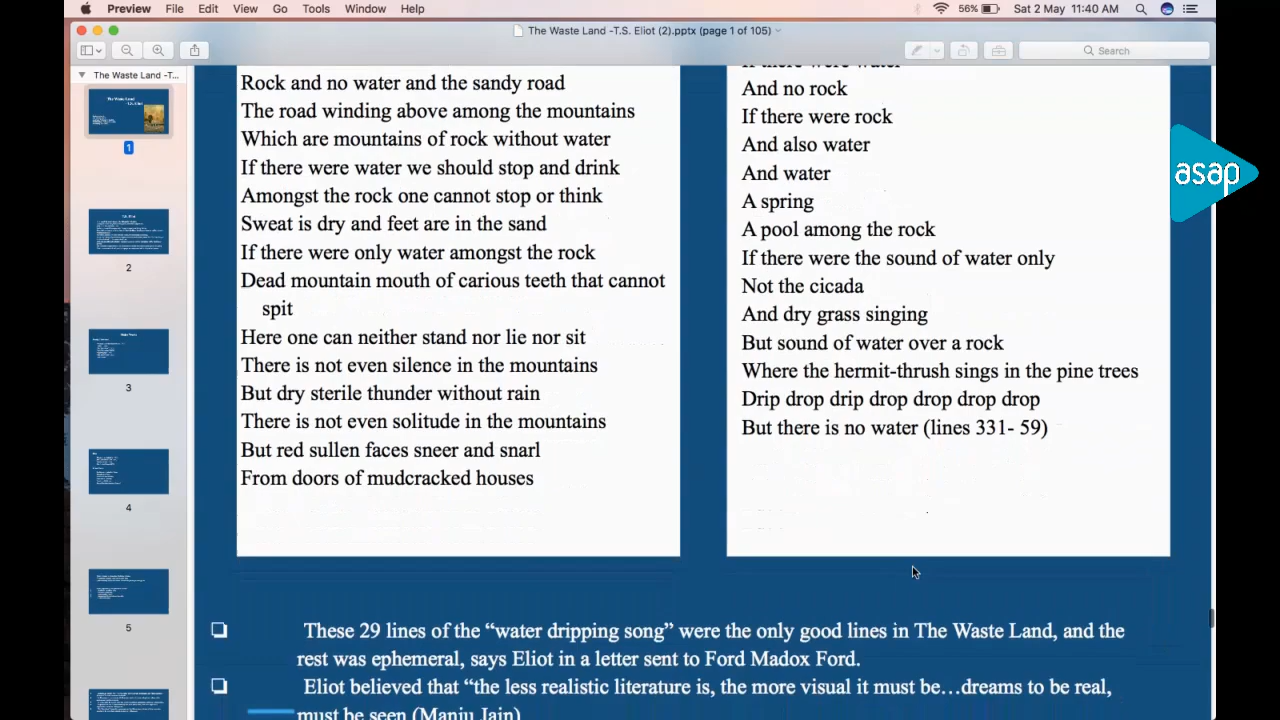 Preview File Edit View Go Tools Window Help 56% Sat 2 May 11:40 AM
The Waste Land -T.S. Eliot (2).pptx (page 1 of 105)
Search
The Waste Land -T...
1
2
3
4
5
Rock and no water and the sandy road
The road winding above among the mountains
Which are mountains of rock without water
If there were water we should stop and drink
Amongst the rock one cannot stop or think
Sweat is dry and feet are in the sand
If there were only water amongst the rock
Dead mountain mouth of carious teeth that cannot
spit
Here one can neither stand nor lie nor sit
There is not even silence in the mountains
But dry sterile thunder without rain
There is not even solitude in the mountains
But red sullen faces sneer and snarl
From doors of mudcracked houses
If there were water
And no rock
If there were rock
And also water
And water
A spring
A pool among the rock
If there were the sound of water only
Not the cicada
And dry grass singing
But sound of water over a rock
Where the hermit-thrush sings in the pine trees
Drip drop drip drop drop drop drop
But there is no water (lines 331- 59)
asap
These 29 lines of the “water dripping song” were the only good lines in The Waste Land, and the
rest was ephemeral, says Eliot in a letter sent to Ford Madox Ford.
Eliot believed that “the less realistic literature is, the more visual it must be…dreams to be real,
must be seen (Manju Jain)